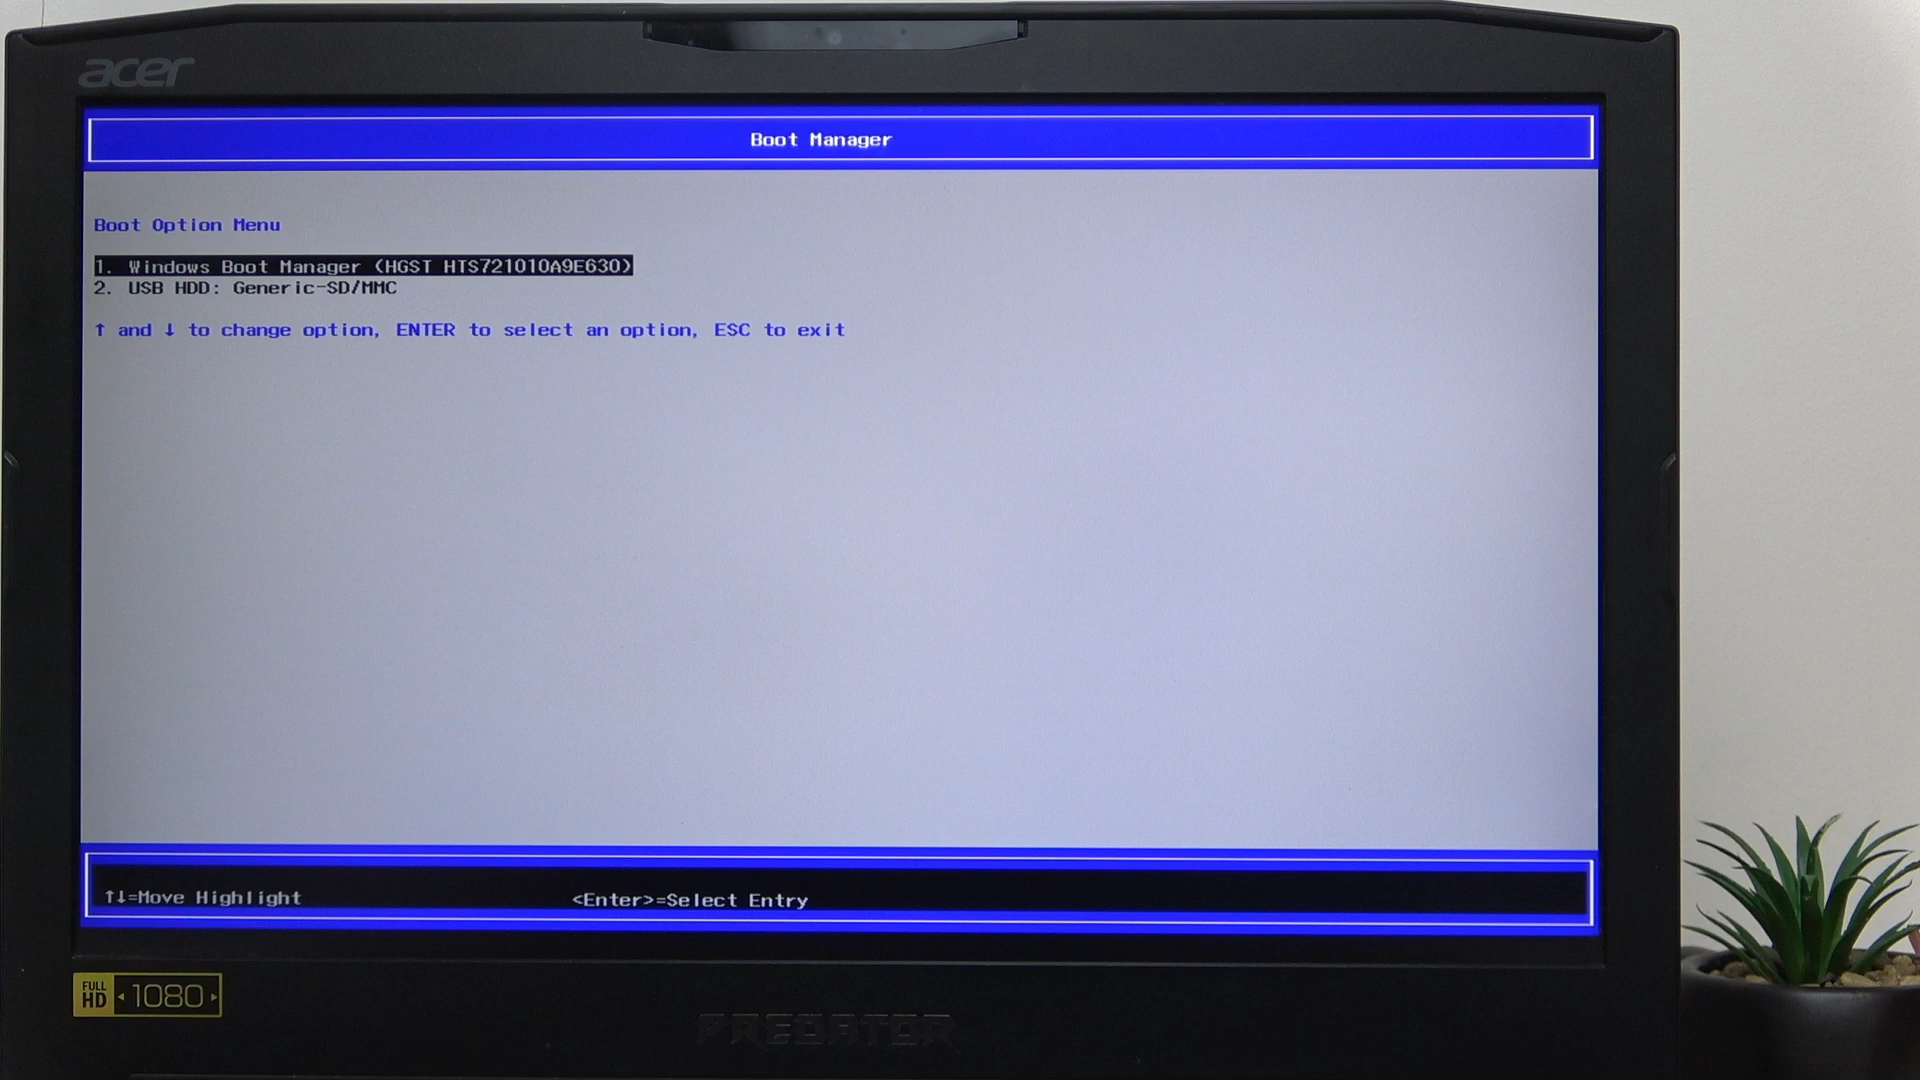 acer
Boot Manager
Boot Option Menu
1. Windows Boot Manager (HGST HTS721010A9E630)
2. USB HDD: Generic-SD/MMC
↑ and ↓ to change option, ENTER to select an option, ESC to exit
↑↓=Move Highlight
<Enter>=Select Entry
FULL HD ◂1080▸
PREDATOR